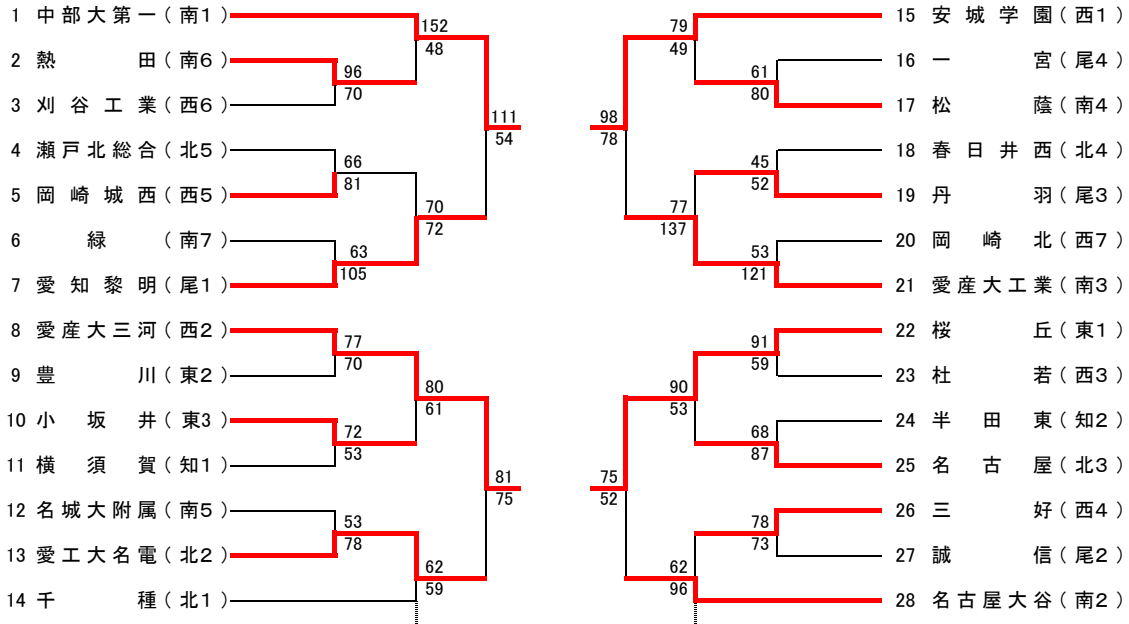 1 中部大第一(南1)
2 熱田(南6)
3 刈谷工業(西6)
4 瀬戸北総合(北5)
5 岡崎城西(西5)
6 緑(南7)
7 愛知黎明(尾1)
8 愛産大三河(西2)
9 豊川(東2)
10 小坂井(東3)
11 横須賀(知1)
12 名城大附属(南5)
13 愛工大名電(北2)
14 千種(北1)
152
48
96
70
111
54
66
81
70
72
63
105
77
70
80
61
72
53
81
75
53
78
62
59
79
49
61
80
98
78
45
52
77
137
53
121
91
59
90
53
68
87
75
52
78
73
62
96
15 安城学園(西1)
16 一宮(尾4)
17 松蔭(南4)
18 春日井西(北4)
19 丹羽(尾3)
20 岡崎北(西7)
21 愛産大工業(南3)
22 桜丘(東1)
23 杜若(西3)
24 半田東(知2)
25 名古屋(北3)
26 三好(西4)
27 誠信(尾2)
28 名古屋大谷(南2)